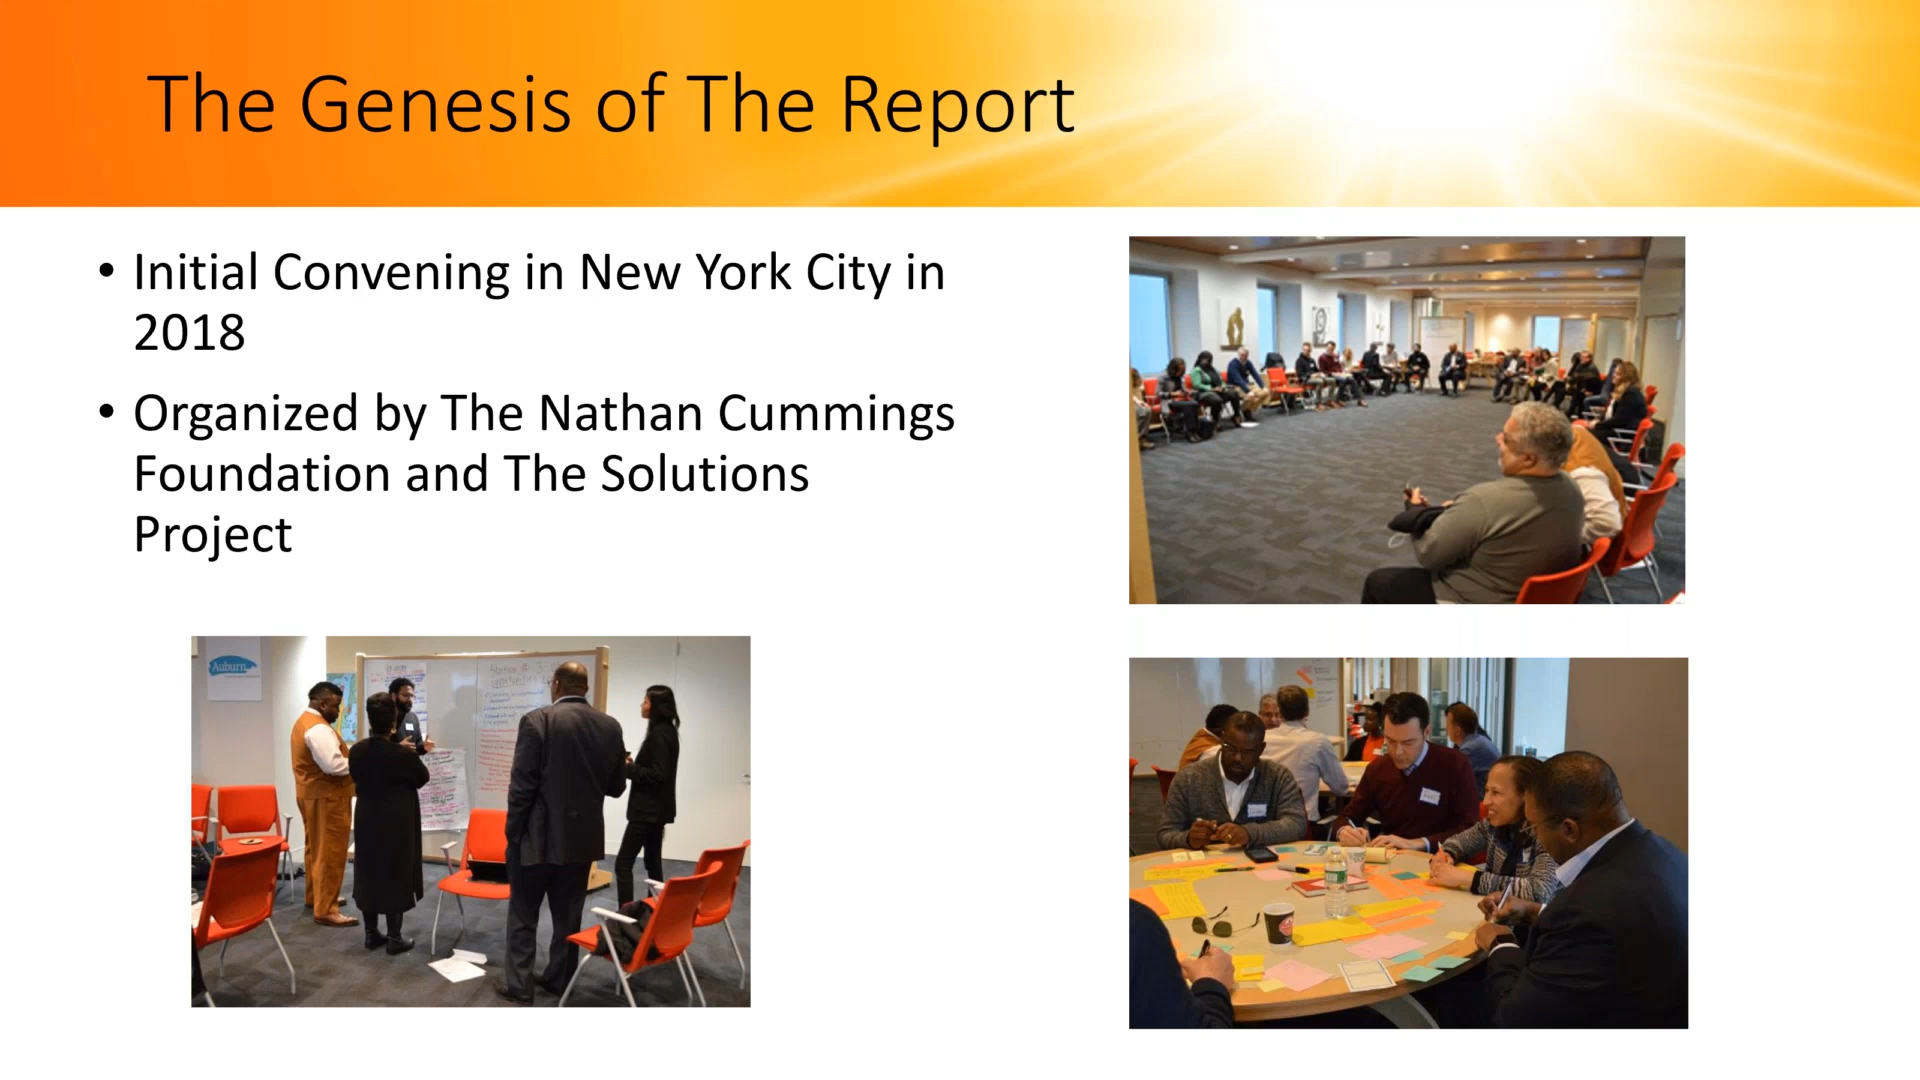 The Genesis of The Report
• Initial Convening in New York City in
2018
• Organized by The Nathan Cummings
Foundation and The Solutions
Project
Auburn